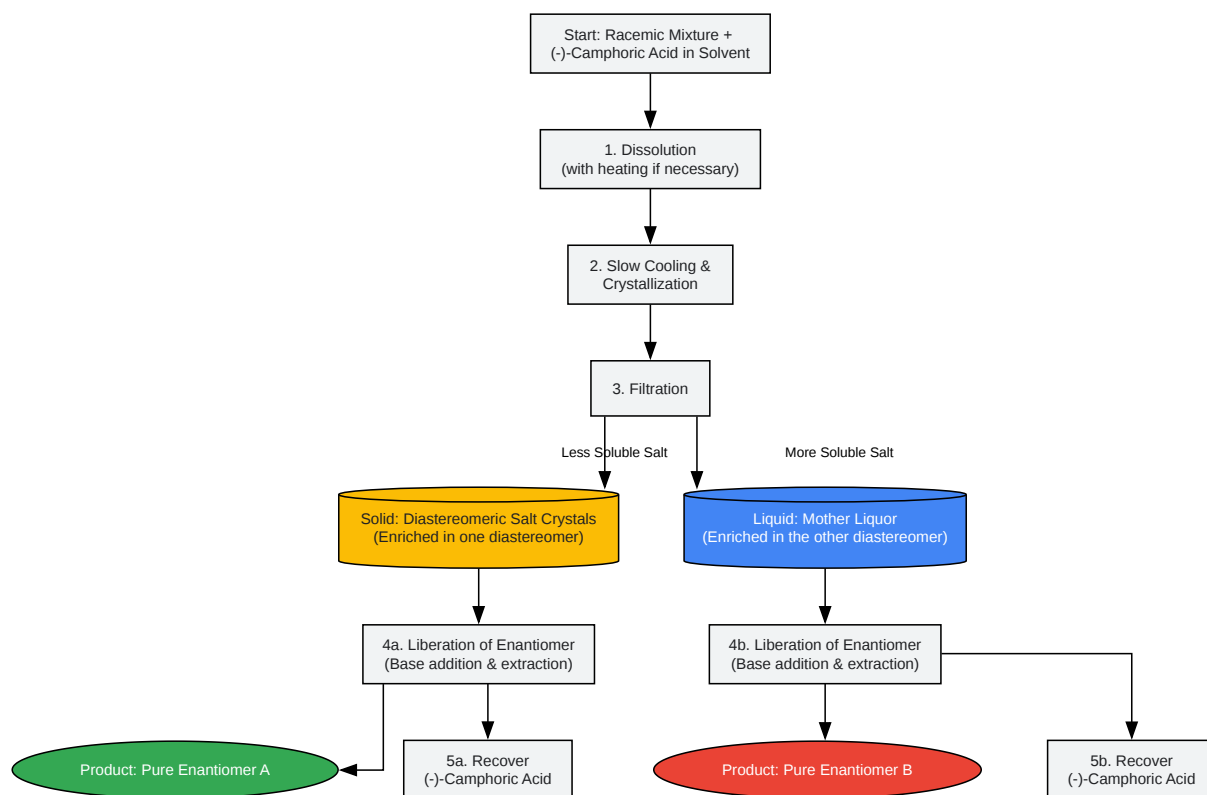 Start: Racemic Mixture +
(-)-Camphoric Acid in Solvent
1. Dissolution
(with heating if necessary)
2. Slow Cooling &
Crystallization
3. Filtration
Less Soluble Salt
More Soluble Salt
Solid: Diastereomeric Salt Crystals
(Enriched in one diastereomer)
Liquid: Mother Liquor
(Enriched in the other diastereomer)
4a. Liberation of Enantiomer
(Base addition & extraction)
4b. Liberation of Enantiomer
(Base addition & extraction)
Product: Pure Enantiomer A
5a. Recover
(-)-Camphoric Acid
Product: Pure Enantiomer B
5b. Recover
(-)-Camphoric Acid